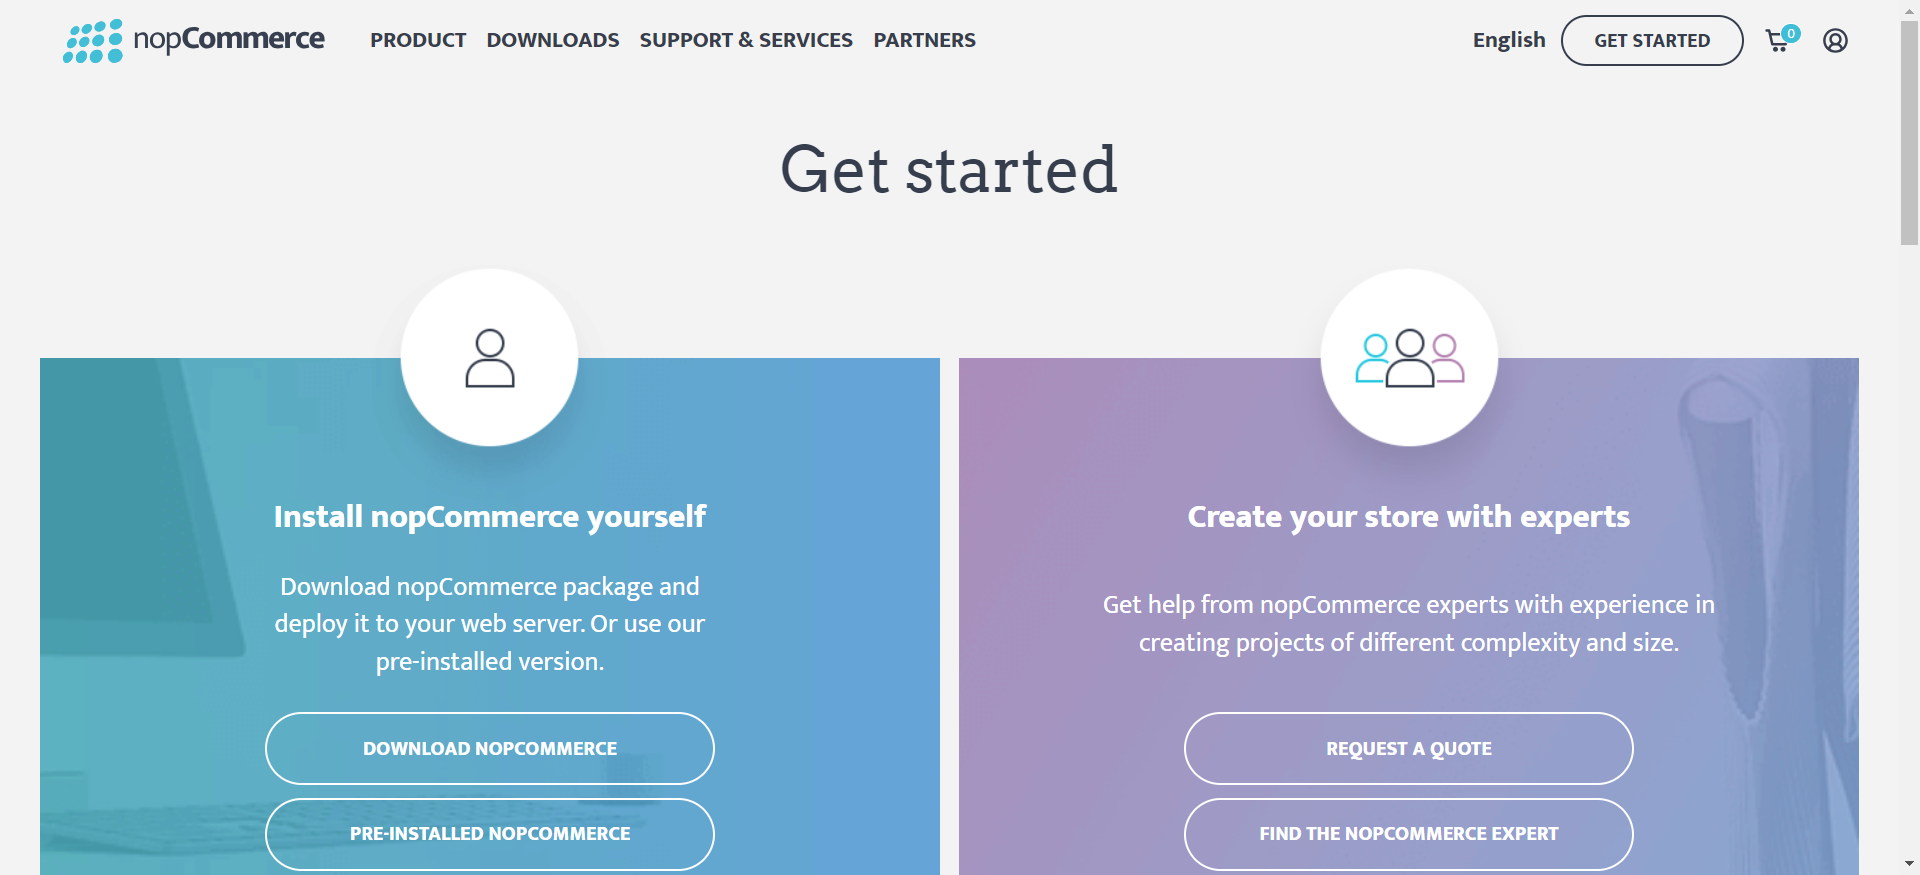 nopCommerce
PRODUCT
DOWNLOADS
SUPPORT & SERVICES
PARTNERS
English
GET STARTED
0
Get started
Install nopCommerce yourself
Download nopCommerce package and
deploy it to your web server. Or use our
pre-installed version.
DOWNLOAD NOPCOMMERCE
PRE-INSTALLED NOPCOMMERCE
Create your store with experts
Get help from nopCommerce experts with experience in
creating projects of different complexity and size.
REQUEST A QUOTE
FIND THE NOPCOMMERCE EXPERT